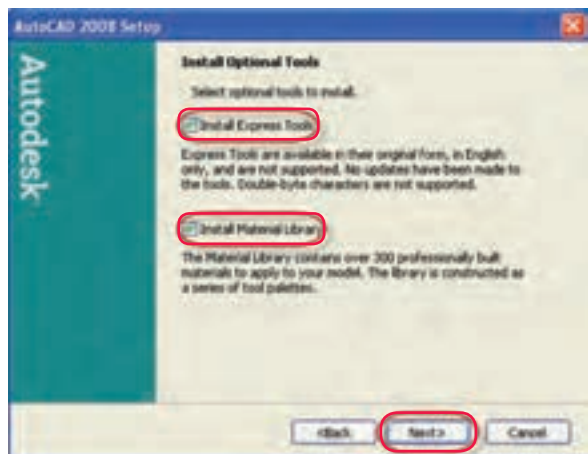 AutoCAD 2008 Setup
Autodesk
Install Optional Tools
Select optional tools to install.
Install Express Tools
Express Tools are available in their original form, in English
only, and are not supported. No updates have been made to
the tools. Double-byte characters are not supported.
Install Material Library
The Material Library contains over 300 professionally built
materials to apply to your model. The library is constructed as
a series of tool palettes.
<Back
Next>
Cancel